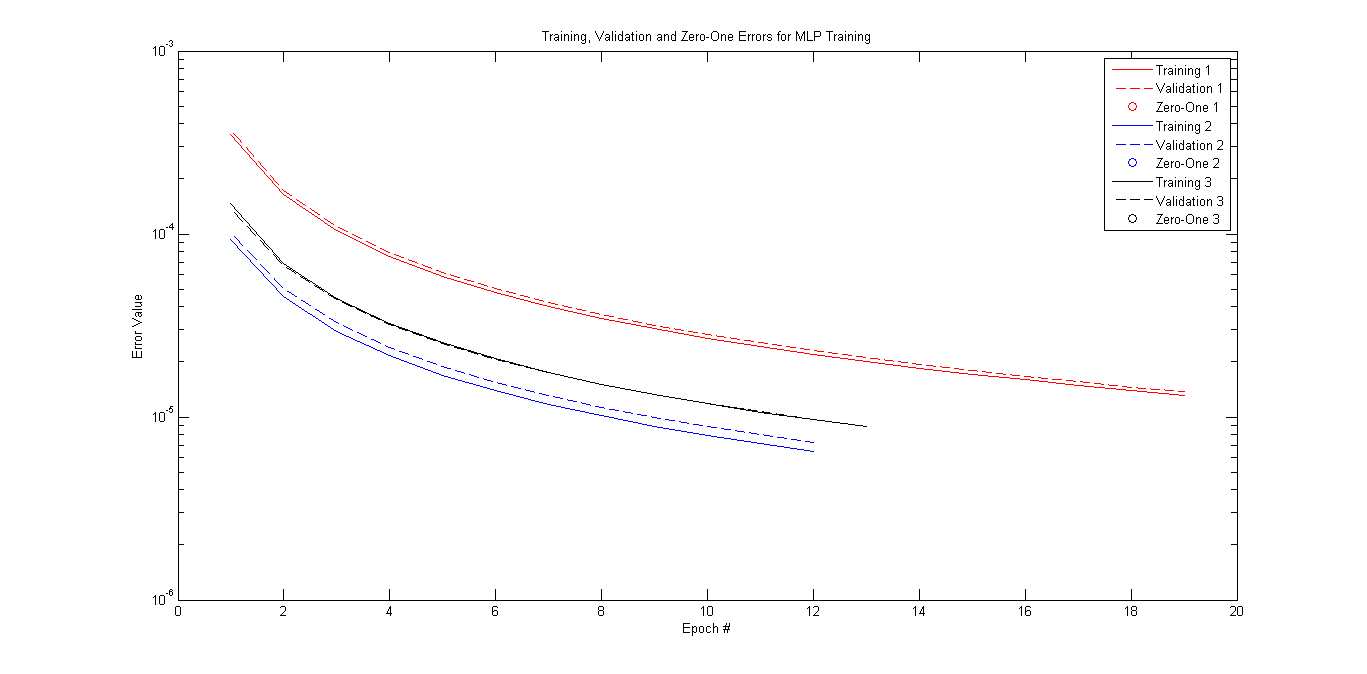 Training, Validation and Zero-One Errors for MLP Training
10^-3
10^-4
10^-5
10^-6
Error Value
Training 1
Validation 1
Zero-One 1
Training 2
Validation 2
Zero-One 2
Training 3
Validation 3
Zero-One 3
0 2 4 6 8 10 12 14 16 18 20
Epoch #